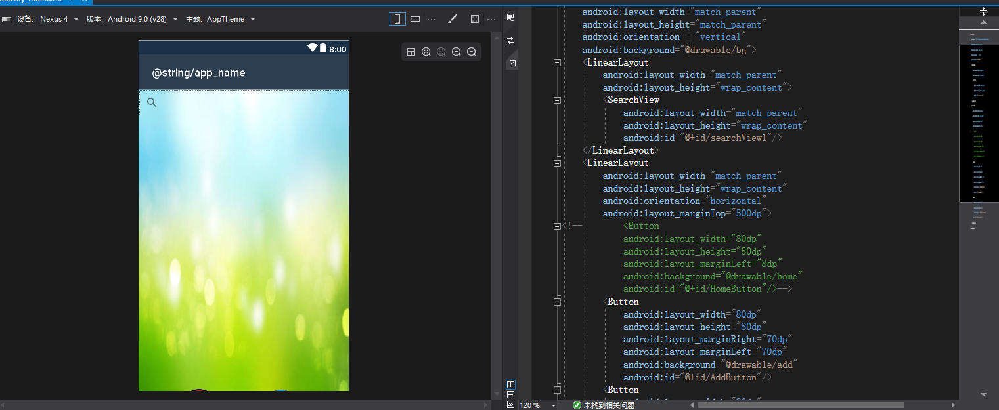 设备: Nexus 4 版本: Android 9.0 (v28) 主题: AppTheme
8:00
@string/app_name
android:layout_width="match_parent"
android:layout_height="match_parent"
android:orientation = "vertical"
android:background="@drawable/bg">
<LinearLayout
android:layout_width="match_parent"
android:layout_height="wrap_content">
<SearchView
android:layout_width="match_parent"
android:layout_height="wrap_content"
android:id="@+id/searchView1"/>
</LinearLayout>
<LinearLayout
android:layout_width="match_parent"
android:layout_height="wrap_content"
android:orientation="horizontal"
android:layout_marginTop="500dp">
<!-- <Button
android:layout_width="80dp"
android:layout_height="80dp"
android:layout_marginLeft="8dp"
android:background="@drawable/home"
android:id="@+id/HomeButton"/>-->
<Button
android:layout_width="80dp"
android:layout_height="80dp"
android:layout_marginRight="70dp"
android:layout_marginLeft="70dp"
android:background="@drawable/add"
android:id="@+id/AddButton"/>
<Button
120 % 未找到相关问题